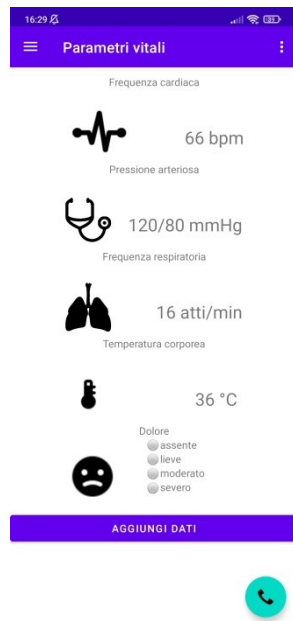 16:29
Parametri vitali
Frequenza cardiaca
66 bpm
Pressione arteriosa
120/80 mmHg
Frequenza respiratoria
16 atti/min
Temperatura corporea
36 °C
Dolore
assente
lieve
moderato
severo
AGGIUNGI DATI